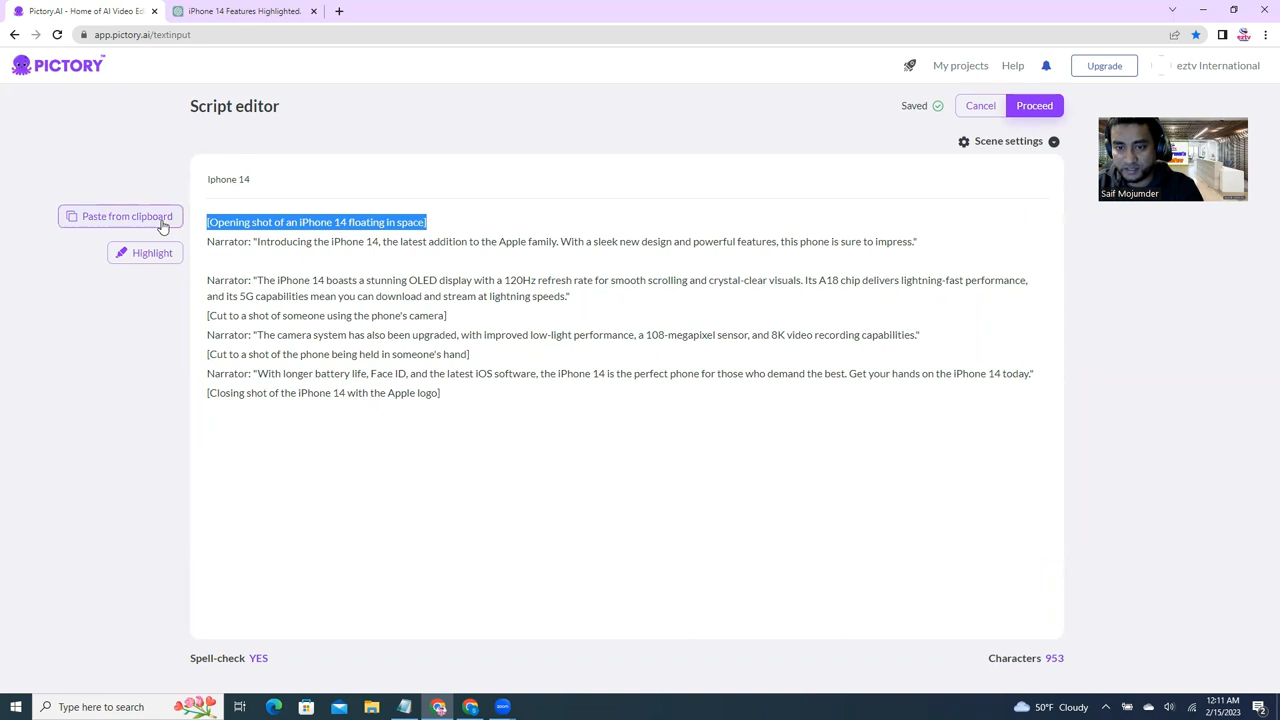 Pictory.AI - Home of AI Video Ed
iPhone 14 Features Highlighted.
app.pictory.ai/textinput
PICTORY
My projects
Help
Upgrade
eztv International
Script editor
Saved
Cancel
Proceed
Scene settings
Saif Mojumder
Iphone 14
Paste from clipboard
Highlight
[Opening shot of an iPhone 14 floating in space]
Narrator: "Introducing the iPhone 14, the latest addition to the Apple family. With a sleek new design and powerful features, this phone is sure to impress."
Narrator: "The iPhone 14 boasts a stunning OLED display with a 120Hz refresh rate for smooth scrolling and crystal-clear visuals. Its A18 chip delivers lightning-fast performance,
and its 5G capabilities mean you can download and stream at lightning speeds."
[Cut to a shot of someone using the phone's camera]
Narrator: "The camera system has also been upgraded, with improved low-light performance, a 108-megapixel sensor, and 8K video recording capabilities."
[Cut to a shot of the phone being held in someone's hand]
Narrator: "With longer battery life, Face ID, and the latest iOS software, the iPhone 14 is the perfect phone for those who demand the best. Get your hands on the iPhone 14 today."
[Closing shot of the iPhone 14 with the Apple logo]
Spell-check YES
Characters 953
Type here to search
50°F Cloudy
12:11 AM
2/15/2023
2